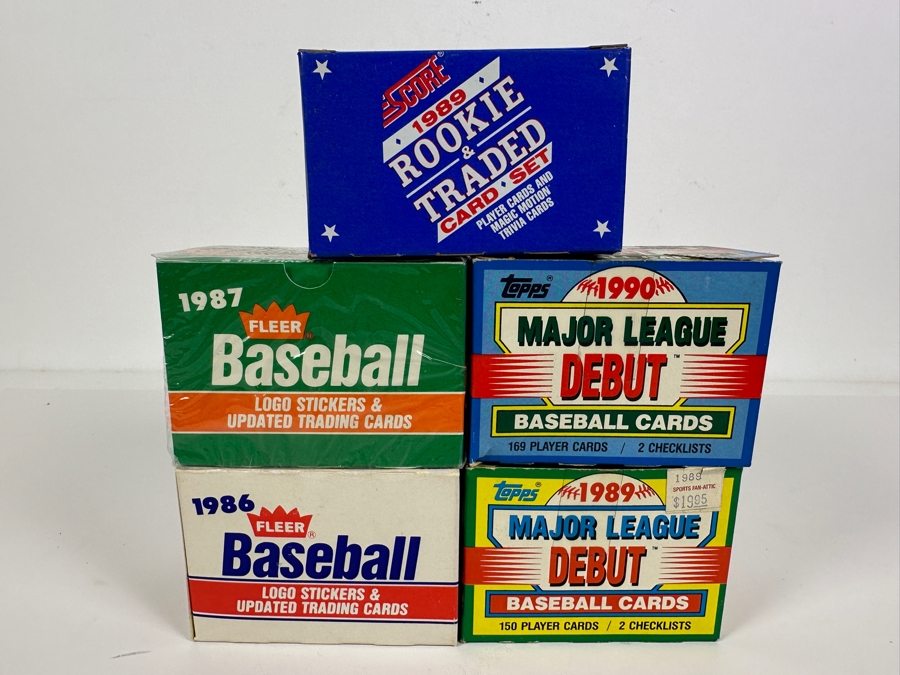 SCORE®
1989
ROOKIE
&
TRADED
CARD SET
PLAYER CARDS AND
MAGIC MOTION
TRIVIA CARDS
1987
FLEER®
Baseball
LOGO STICKERS &
UPDATED TRADING CARDS
Topps® 1990
MAJOR LEAGUE
DEBUT™
BASEBALL CARDS
169 PLAYER CARDS / 2 CHECKLISTS
1986
FLEER®
Baseball
LOGO STICKERS &
UPDATED TRADING CARDS
Topps® 1989
1989
SPORTS FAN-ATTIC
$19.95
MAJOR LEAGUE
DEBUT™
BASEBALL CARDS
150 PLAYER CARDS / 2 CHECKLISTS